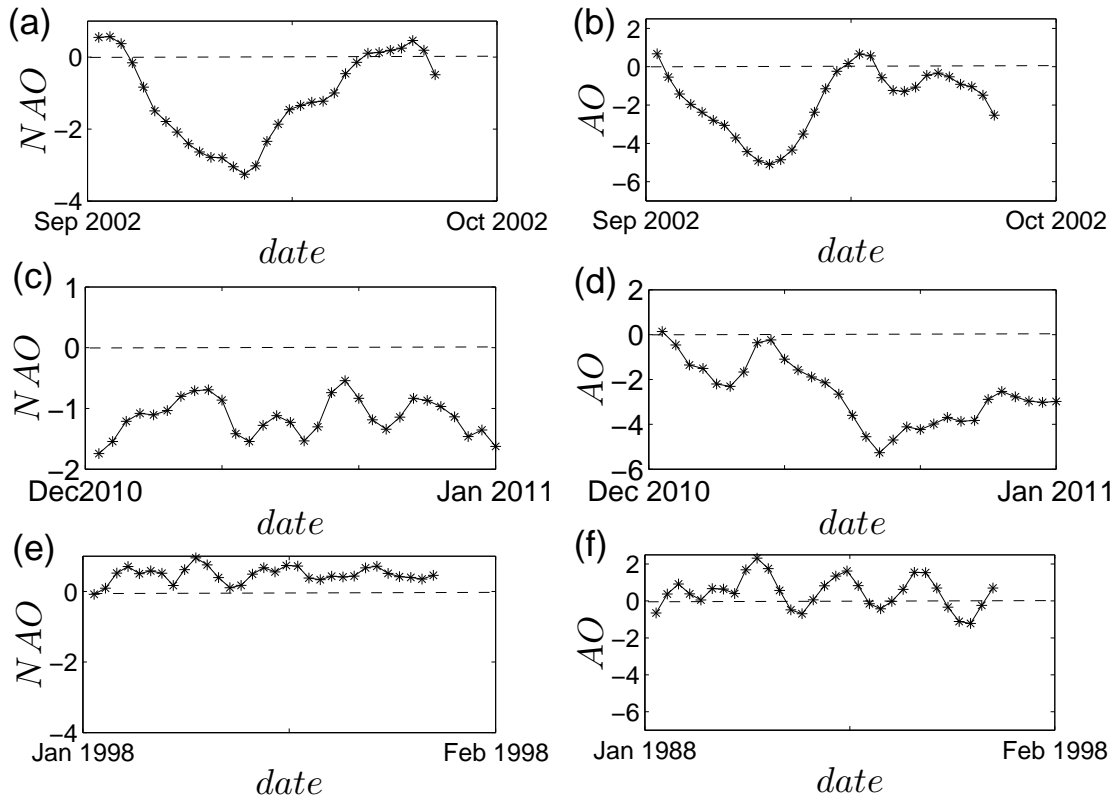 (a)
NAO
0
−2
−4
Sep 2002
Oct 2002
date
(b)
AO
2
0
−2
−4
−6
Sep 2002
Oct 2002
date
(c)
NAO
1
0
−1
−2
Dec2010
Jan 2011
date
(d)
AO
2
0
−2
−4
−6
Dec 2010
Jan 2011
date
(e)
NAO
0
−2
−4
Jan 1998
Feb 1998
date
(f)
AO
2
0
−2
−4
−6
Jan 1988
Feb 1998
date